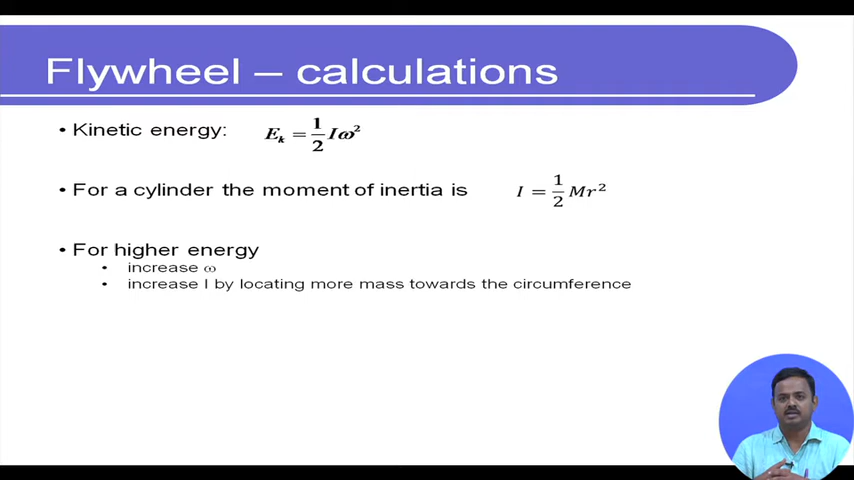 Flywheel – calculations
• Kinetic energy: E_k = 1/2 Iω²
• For a cylinder the moment of inertia is I = 1/2 Mr²
• For higher energy
• increase ω
• increase I by locating more mass towards the circumference